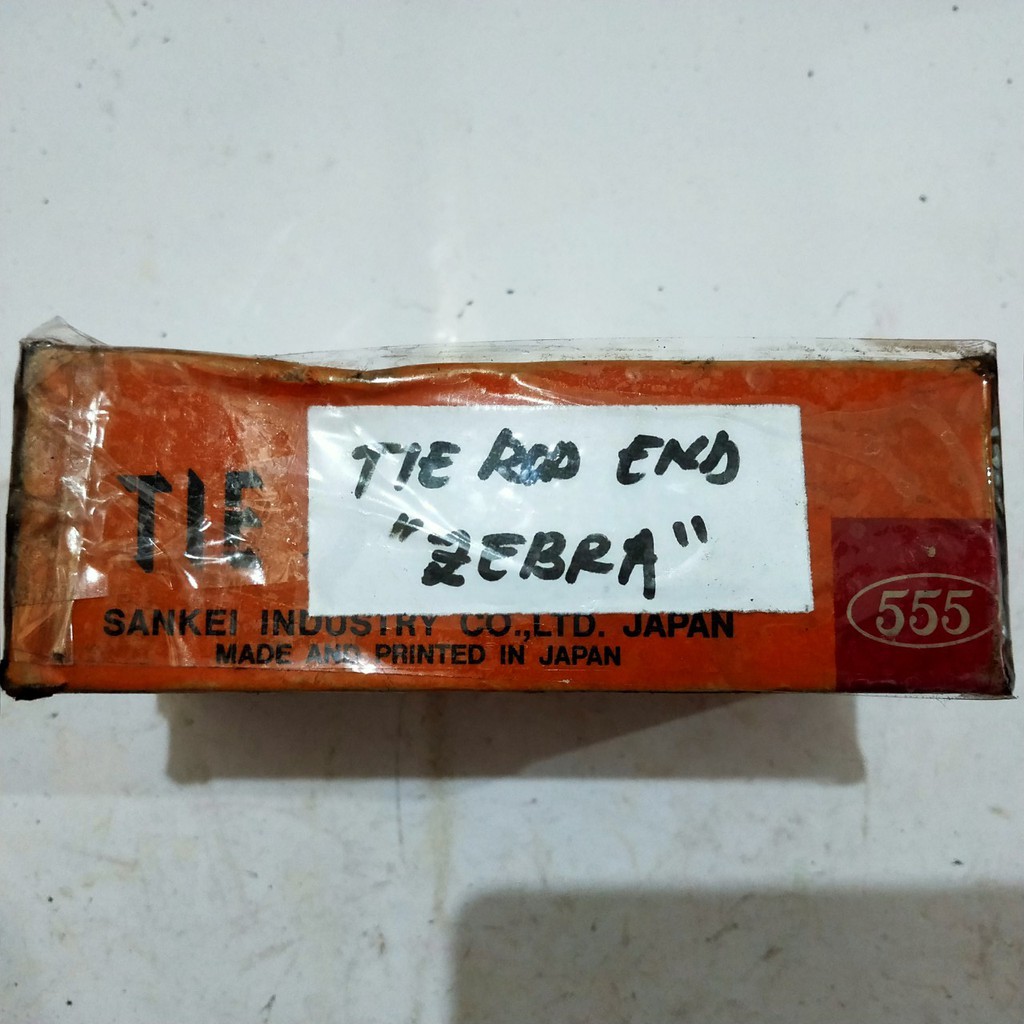 TIE ROD END
"ZEBRA"
TIE
SANKEI INDUSTRY CO.,LTD. JAPAN
MADE AND PRINTED IN JAPAN
555